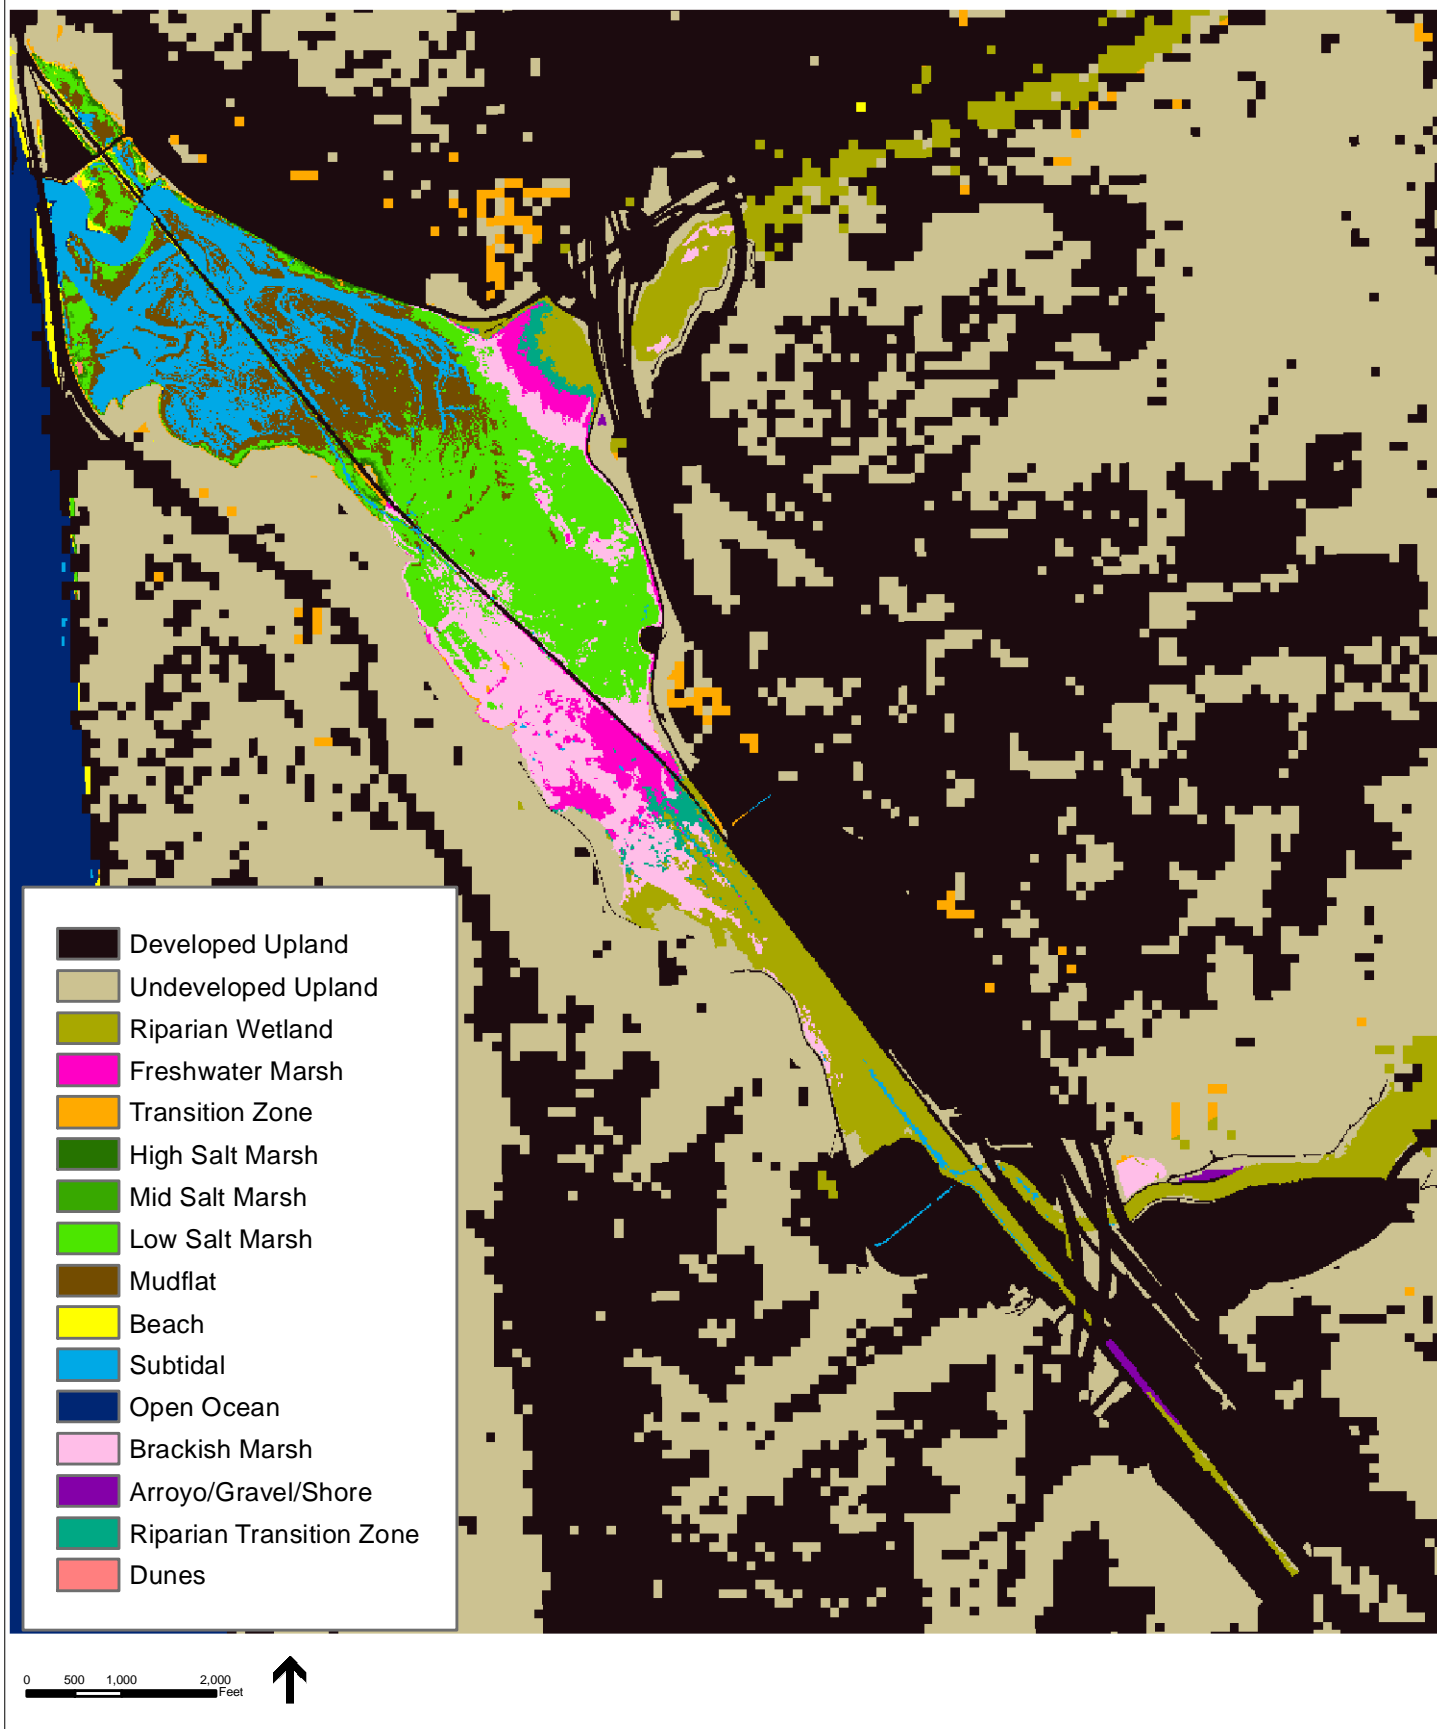 Developed Upland
Undeveloped Upland
Riparian Wetland
Freshwater Marsh
Transition Zone
High Salt Marsh
Mid Salt Marsh
Low Salt Marsh
Mudflat
Beach
Subtidal
Open Ocean
Brackish Marsh
Arroyo/Gravel/Shore
Riparian Transition Zone
Dunes
0 500 1,000 2,000
Feet